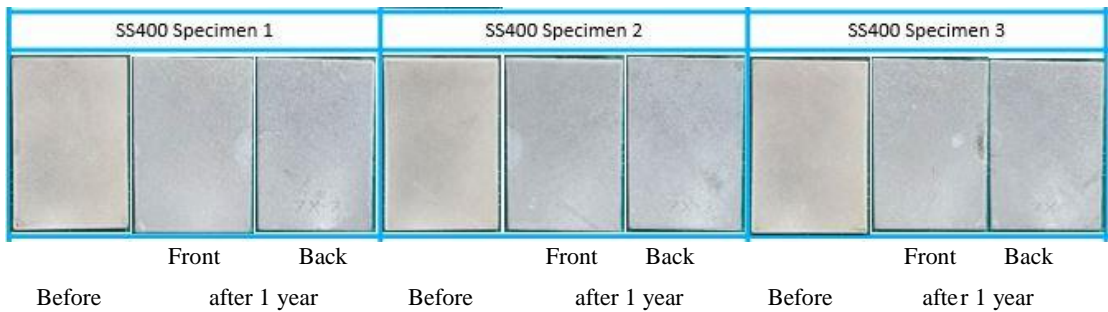 SS400 Specimen 1 SS400 Specimen 2 SS400 Specimen 3
Front Back Front Back Front Back
Before after 1 year Before after 1 year Before after 1 year